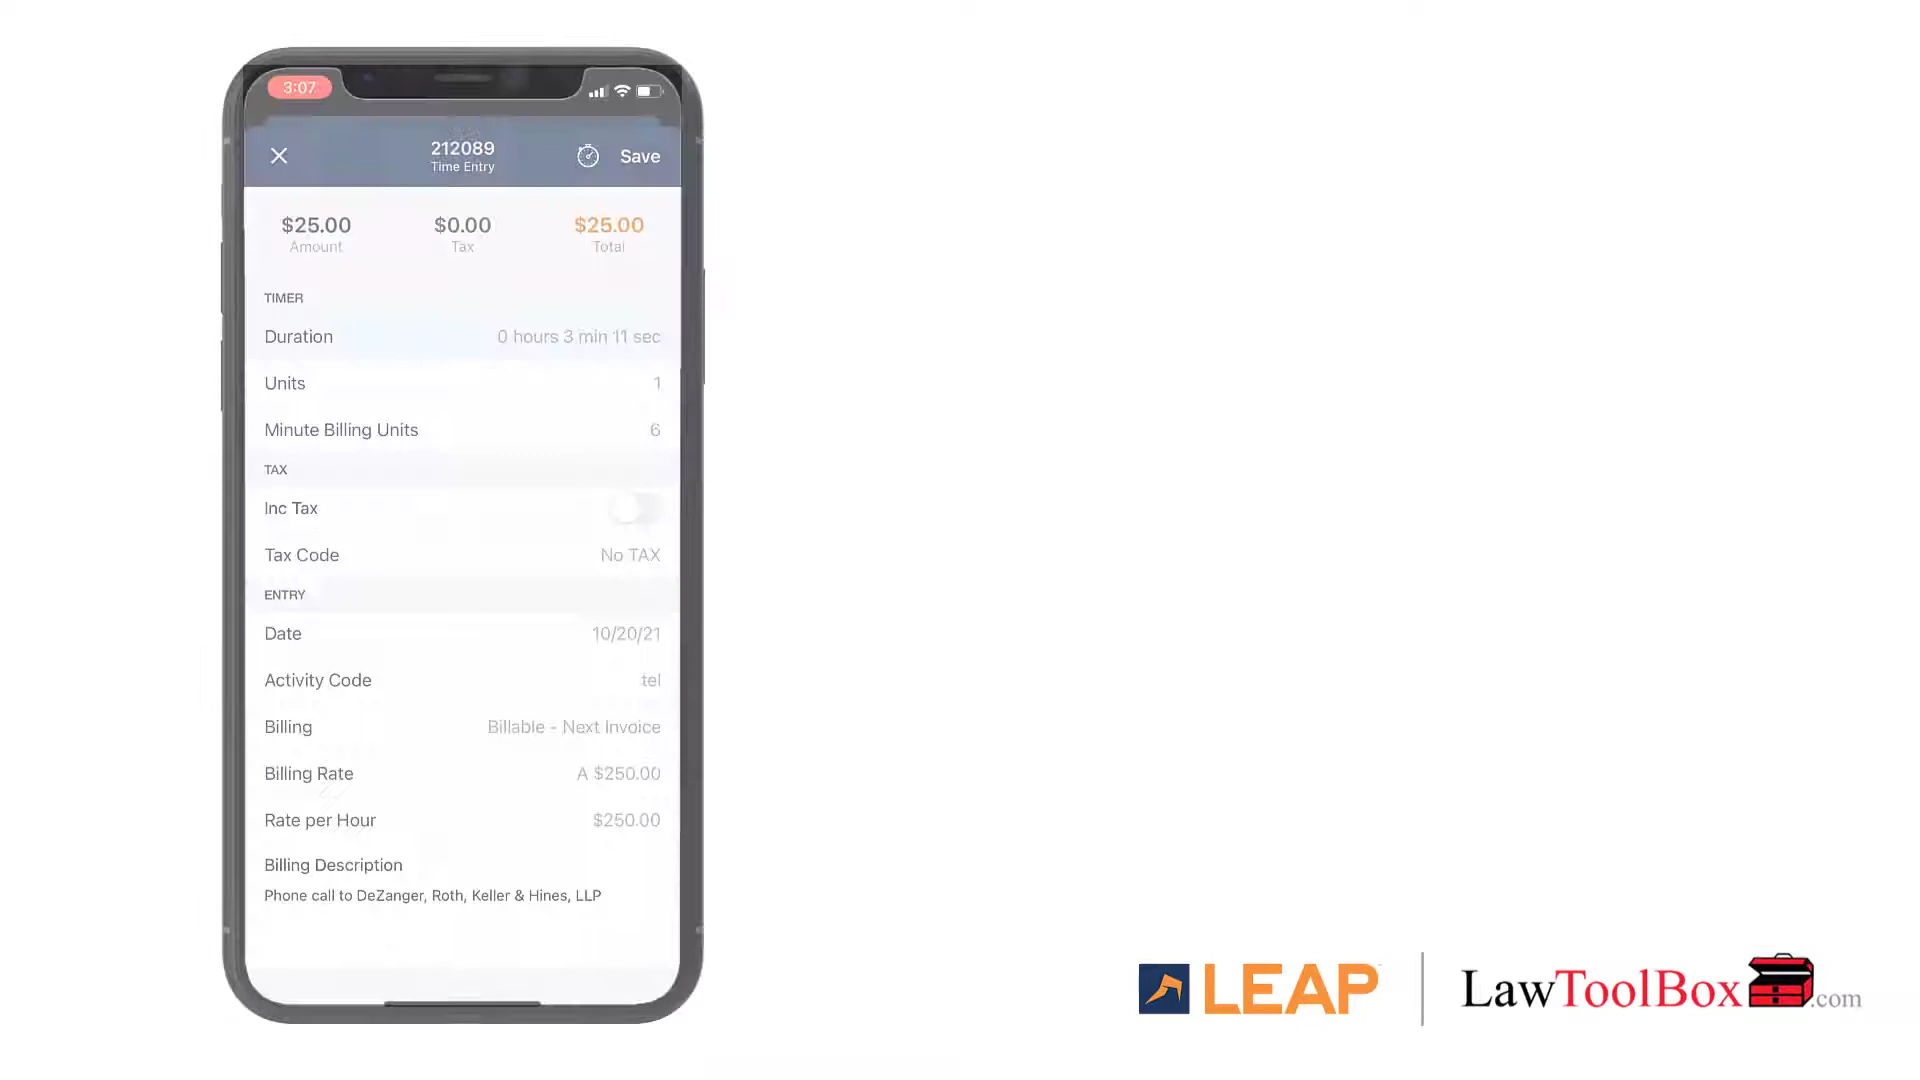 3:07
212089
Time Entry
Save
$25.00
Amount
$0.00
Tax
$25.00
Total
TIMER
Duration
0 hours 3 min 11 sec
Units
1
Minute Billing Units
6
TAX
Inc Tax
Tax Code
No TAX
ENTRY
Date
10/20/21
Activity Code
tel
Billing
Billable - Next Invoice
Billing Rate
A $250.00
Rate per Hour
$250.00
Billing Description
Phone call to DeZanger, Roth, Keller & Hines, LLP
LEAP
LawToolBox.com